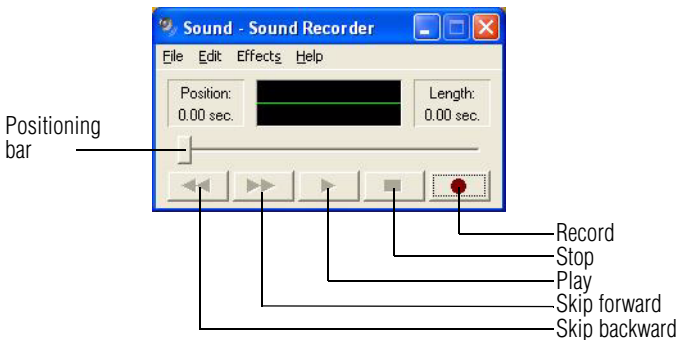 Sound - Sound Recorder
File Edit Effects Help
Position:
0.00 sec.
Length:
0.00 sec.
Positioning
bar
Record
Stop
Play
Skip forward
Skip backward